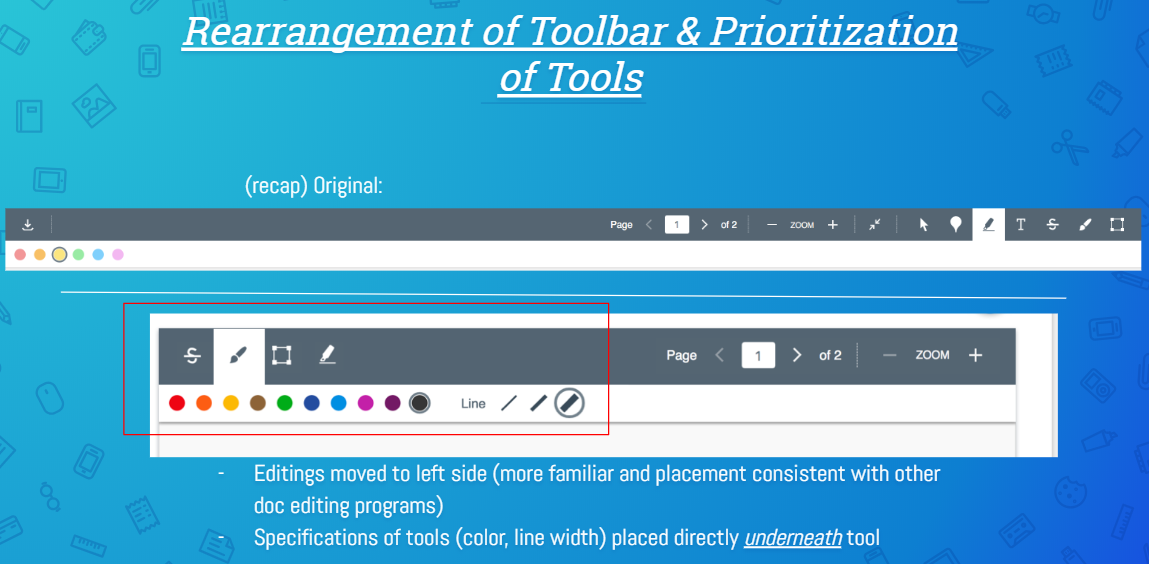 Rearrangement of Toolbar & Prioritization
of Tools
(recap) Original:
Page 1 of 2 ZOOM T S
S Page 1 of 2 ZOOM
Line
- Editings moved to left side (more familiar and placement consistent with other
doc editing programs)
- Specifications of tools (color, line width) placed directly underneath tool